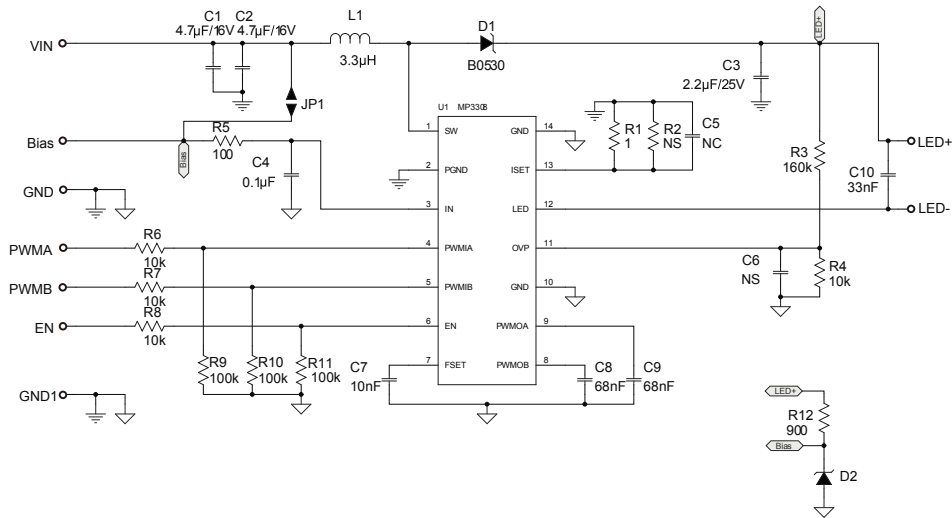 C1 C2
4.7µF/16V 4.7µF/16V
L1
3.3µH
D1
B0530
LED+
VIN
C3
2.2µF/25V
JP1
U1 MP3308
Bias
R5
100
Bias
C4
0.1µF
1 SW
2 PGND
3 IN
4 PWMIA
5 PWMIB
6 EN
7 FSET
GND 14
ISET 13
LED 12
OVP 11
GND 10
PWMOA 9
PWMOB 8
R1
1
R2
NS
C5
NC
R3
160k
LED+
C10
33nF
LED-
GND
PWMA
R6
10k
PWMB
R7
10k
EN
R8
10k
C6
NS
R4
10k
R9
100k
R10
100k
R11
100k
C7
10nF
C8
68nF
C9
68nF
GND1
LED+
R12
900
Bias
D2